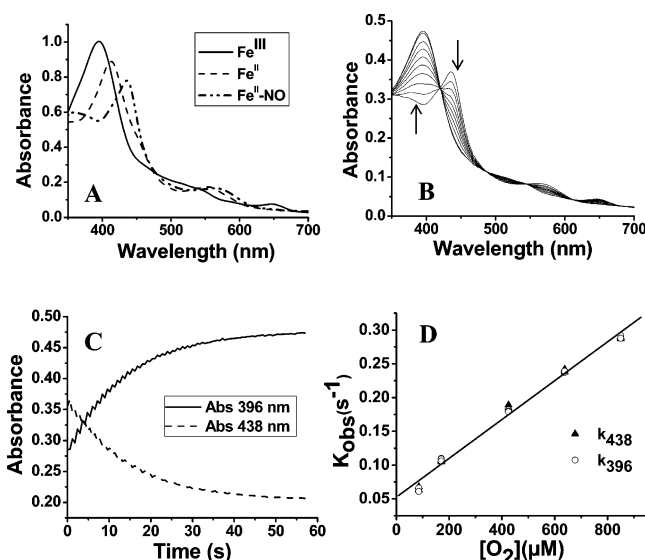 A
Absorbance
1.0
0.8
0.6
0.4
0.2
0.0
Fe^III
Fe^II
Fe^II-NO
400 500 600 700
Wavelength (nm)
B
Absorbance
0.5
0.4
0.3
0.2
0.1
0.0
400 500 600 700
Wavelength (nm)
C
Absorbance
0.50
0.45
0.40
0.35
0.30
0.25
0.20
Abs 396 nm
Abs 438 nm
0 10 20 30 40 50 60
Time (s)
D
K_obs(s^-1)
0.30
0.25
0.20
0.15
0.10
0.05
k_438
k_396
0 200 400 600 800
[O_2](µM)